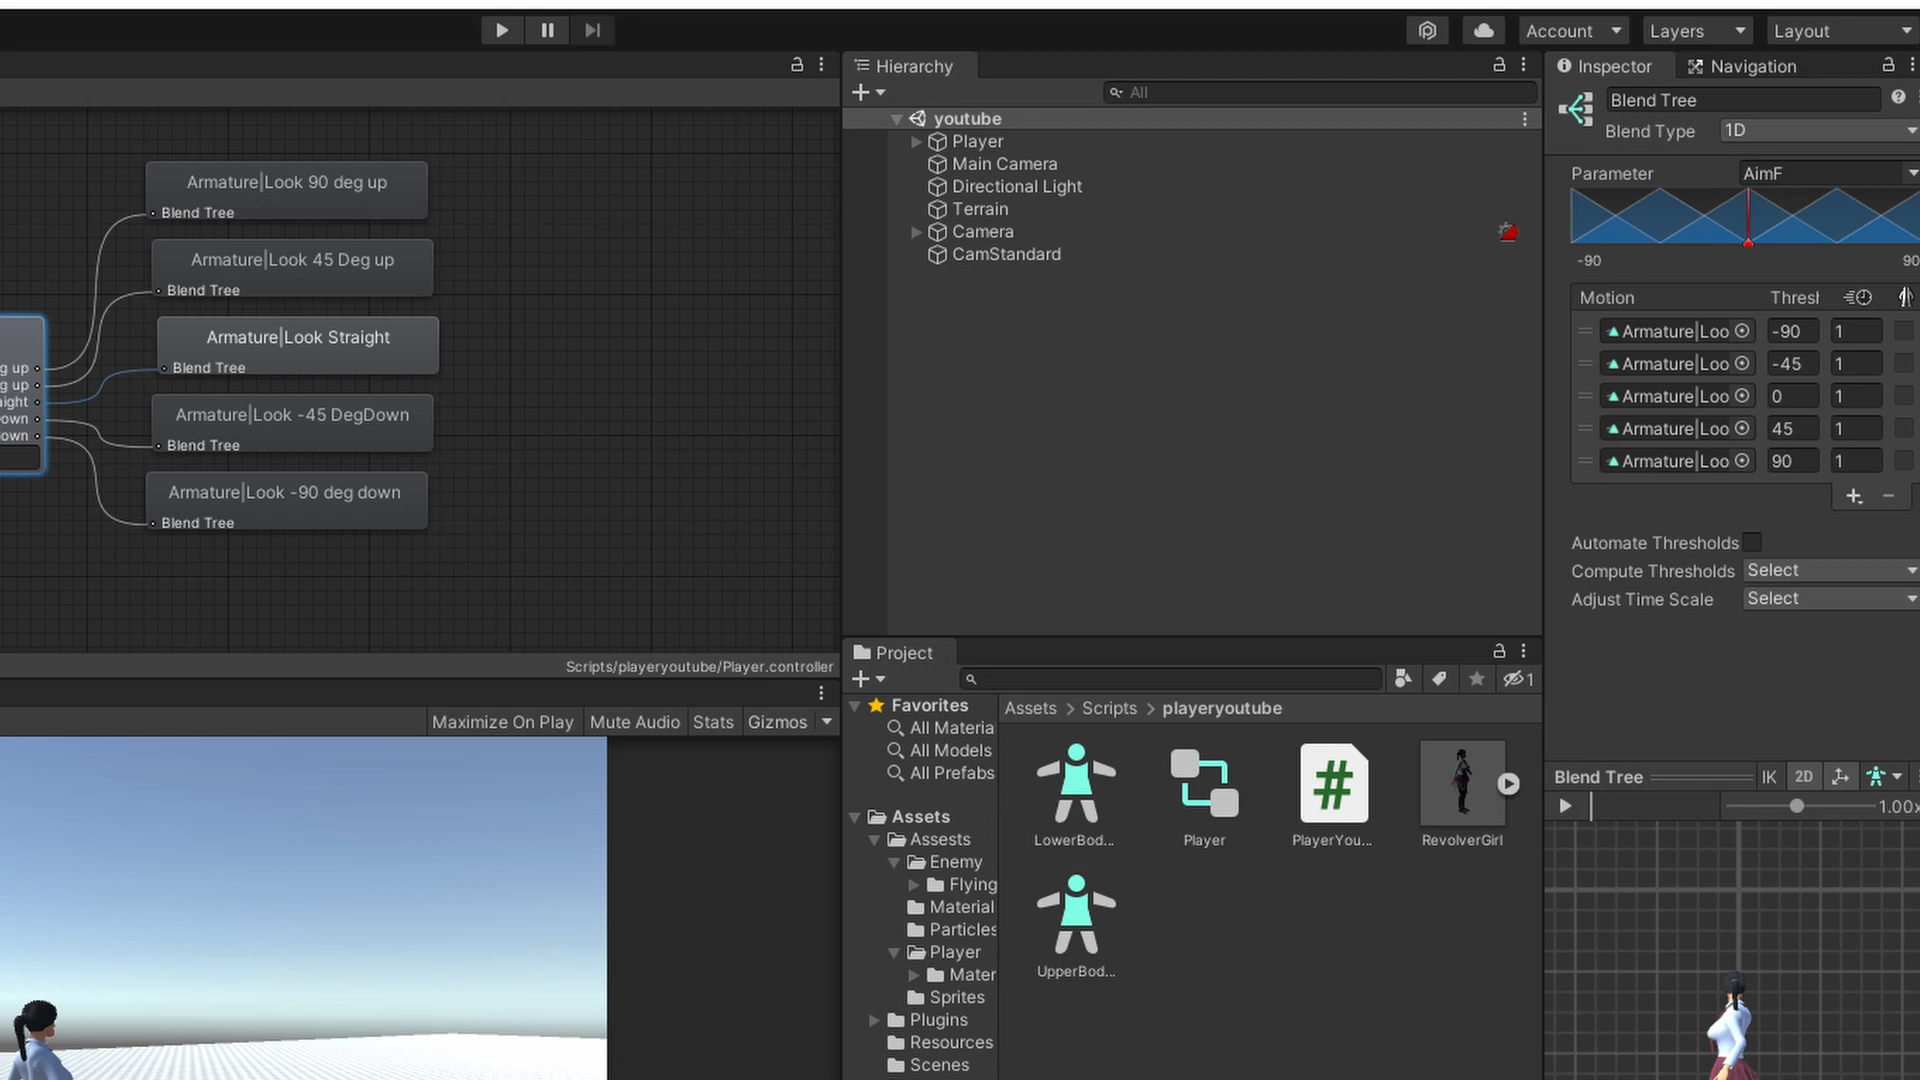 Account
Layers
Layout
Hierarchy
All
youtube
Player
Main Camera
Directional Light
Terrain
Camera
CamStandard
Inspector
Navigation
Blend Tree
Blend Type
1D
Parameter
AimF
-90
90
Motion
Thresl
Armature|Loo
-90
1
Armature|Loo
-45
1
Armature|Loo
0
1
Armature|Loo
45
1
Armature|Loo
90
1
Automate Thresholds
Compute Thresholds
Select
Adjust Time Scale
Select
Armature|Look 90 deg up
Blend Tree
Armature|Look 45 Deg up
Blend Tree
Armature|Look Straight
Blend Tree
Armature|Look -45 DegDown
Blend Tree
Armature|Look -90 deg down
Blend Tree
g up
g up
aight
Down
own
Scripts/playeryoutube/Player.controller
Maximize On Play
Mute Audio
Stats
Gizmos
Project
1
Favorites
All Materia
All Models
All Prefabs
Assets
Assests
Enemy
Flying
Material
Particles
Player
Mater
Sprites
Plugins
Resources
Scenes
Assets > Scripts > playeryoutube
LowerBod...
Player
PlayerYou...
RevolverGirl
UpperBod...
Blend Tree
IK
2D
1.00x